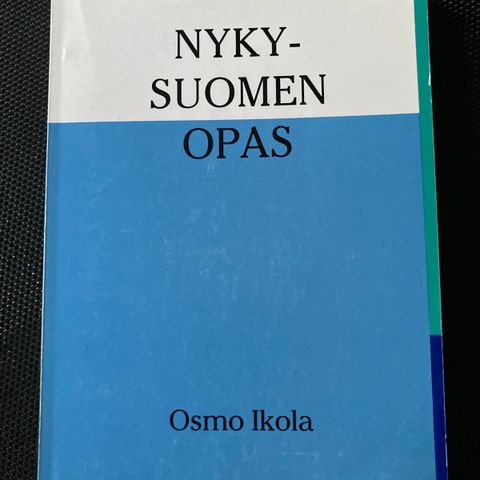 NYKY-
SUOMEN
OPAS
Osmo Ikola